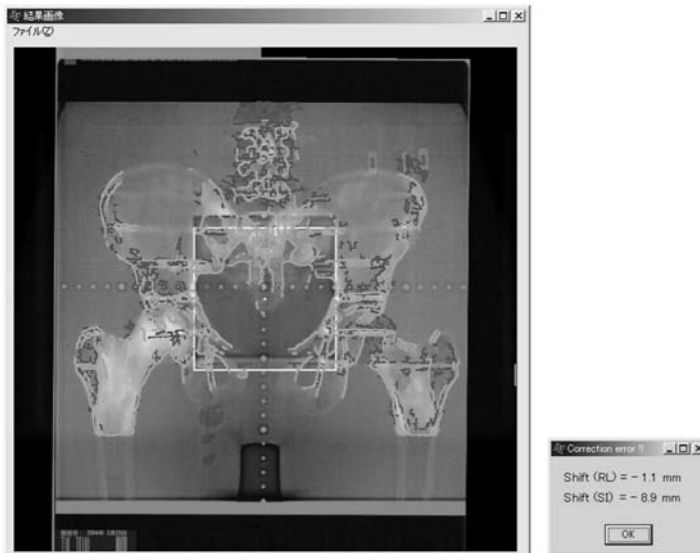 結果画像
ファイル(Z)
Correction error !!
Shift (RL) = - 1.1 mm
Shift (SI) = - 8.9 mm
OK